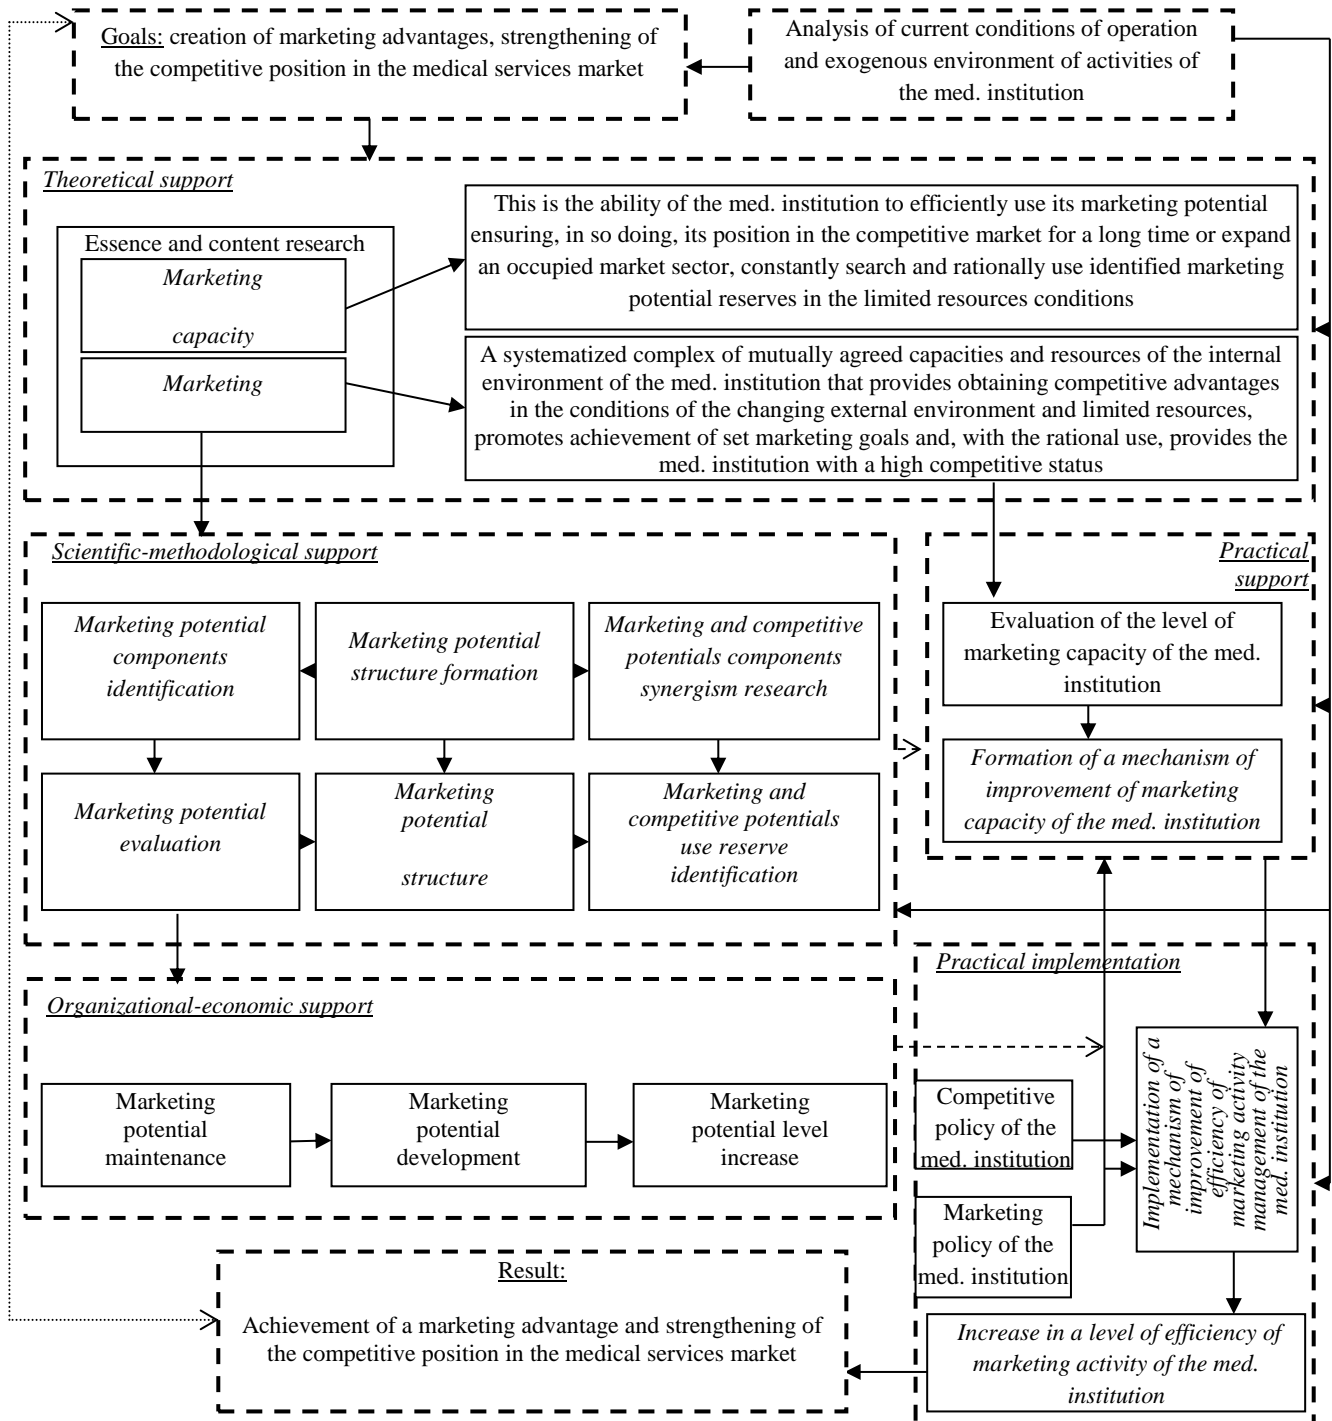 Goals: creation of marketing advantages, strengthening of
the competitive position in the medical services market
Analysis of current conditions of operation
and exogenous environment of activities of
the med. institution
Theoretical support
Essence and content research
Marketing
capacity
Marketing
This is the ability of the med. institution to efficiently use its marketing potential
ensuring, in so doing, its position in the competitive market for a long time or expand
an occupied market sector, constantly search and rationally use identified marketing
potential reserves in the limited resources conditions
A systematized complex of mutually agreed capacities and resources of the internal
environment of the med. institution that provides obtaining competitive advantages
in the conditions of the changing external environment and limited resources,
promotes achievement of set marketing goals and, with the rational use, provides the
med. institution with a high competitive status
Scientific-methodological support
Marketing potential
components
identification
Marketing potential
structure formation
Marketing and competitive
potentials components
synergism research
Marketing potential
evaluation
Marketing
potential
structure
Marketing and
competitive potentials
use reserve
identification
Practical
support
Evaluation of the level of
marketing capacity of the med.
institution
Formation of a mechanism of
improvement of marketing
capacity of the med. institution
Organizational-economic support
Marketing
potential
maintenance
Marketing
potential
development
Marketing
potential level
increase
Practical implementation
Competitive
policy of the
med. institution
Marketing
policy of the
med. institution
Implementation of a
mechanism of
improvement of
efficiency of
marketing activity
management of the
med. institution
Increase in a level of efficiency of
marketing activity of the med.
institution
Result:
Achievement of a marketing advantage and strengthening of
the competitive position in the medical services market